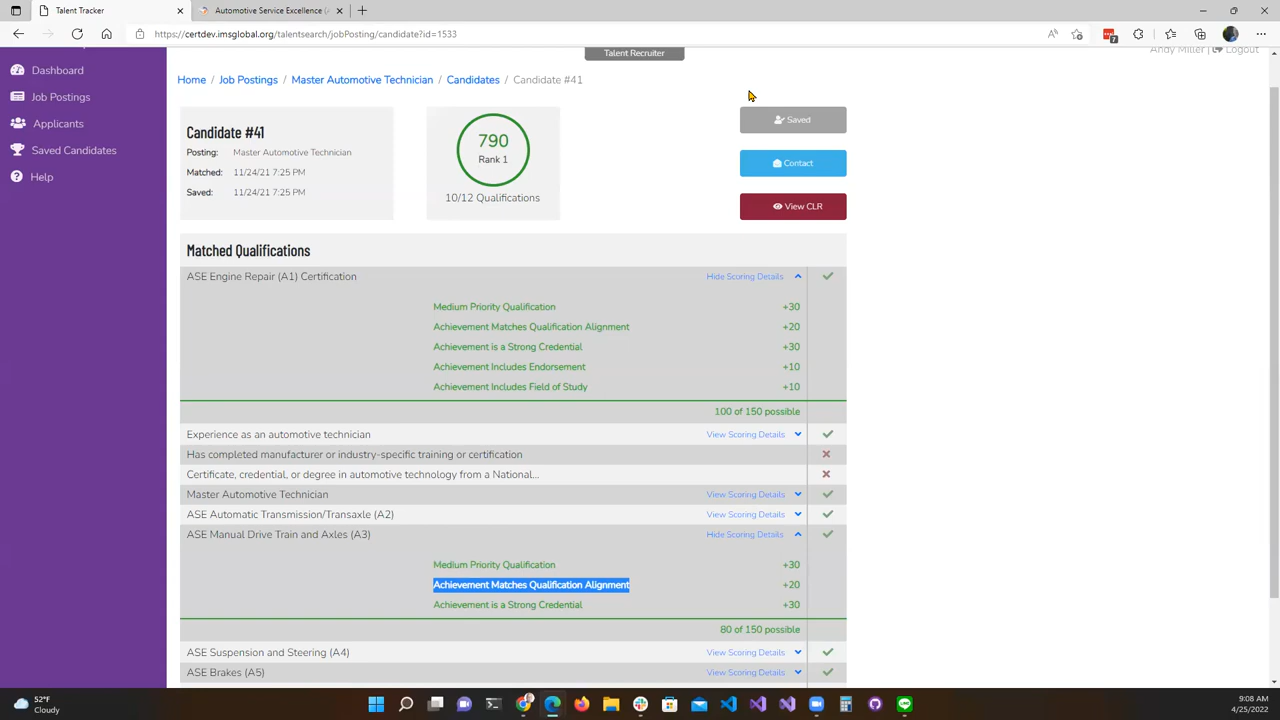 Talent Tracker
Automotive Service Excellence (
https://certdev.imsglobal.org/talentsearch/jobPosting/candidate?id=1533
7
Talent Recruiter
Andy Miller | Logout
Dashboard
Job Postings
Applicants
Saved Candidates
Help
Home / Job Postings / Master Automotive Technician / Candidates / Candidate #41
Candidate #41
Posting: Master Automotive Technician
Matched: 11/24/21 7:25 PM
Saved: 11/24/21 7:25 PM
790
Rank 1
10/12 Qualifications
Saved
Contact
View CLR
Matched Qualifications
ASE Engine Repair (A1) Certification Hide Scoring Details
Medium Priority Qualification +30
Achievement Matches Qualification Alignment +20
Achievement is a Strong Credential +30
Achievement Includes Endorsement +10
Achievement Includes Field of Study +10
100 of 150 possible
Experience as an automotive technician View Scoring Details
Has completed manufacturer or industry-specific training or certification
Certificate, credential, or degree in automotive technology from a National...
Master Automotive Technician View Scoring Details
ASE Automatic Transmission/Transaxle (A2) View Scoring Details
ASE Manual Drive Train and Axles (A3) Hide Scoring Details
Medium Priority Qualification +30
Achievement Matches Qualification Alignment +20
Achievement is a Strong Credential +30
80 of 150 possible
ASE Suspension and Steering (A4) View Scoring Details
ASE Brakes (A5) View Scoring Details
52°F
Cloudy
9:08 AM
4/25/2022